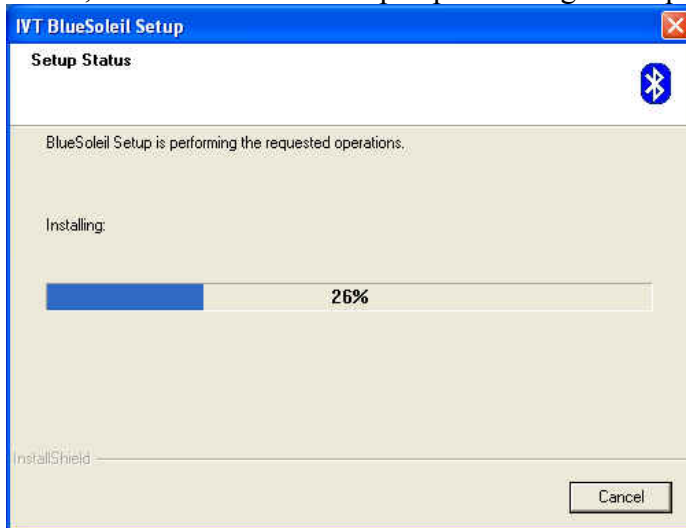 IVT BlueSoleil Setup
Setup Status
BlueSoleil Setup is performing the requested operations.
Installing:
26%
InstallShield
Cancel